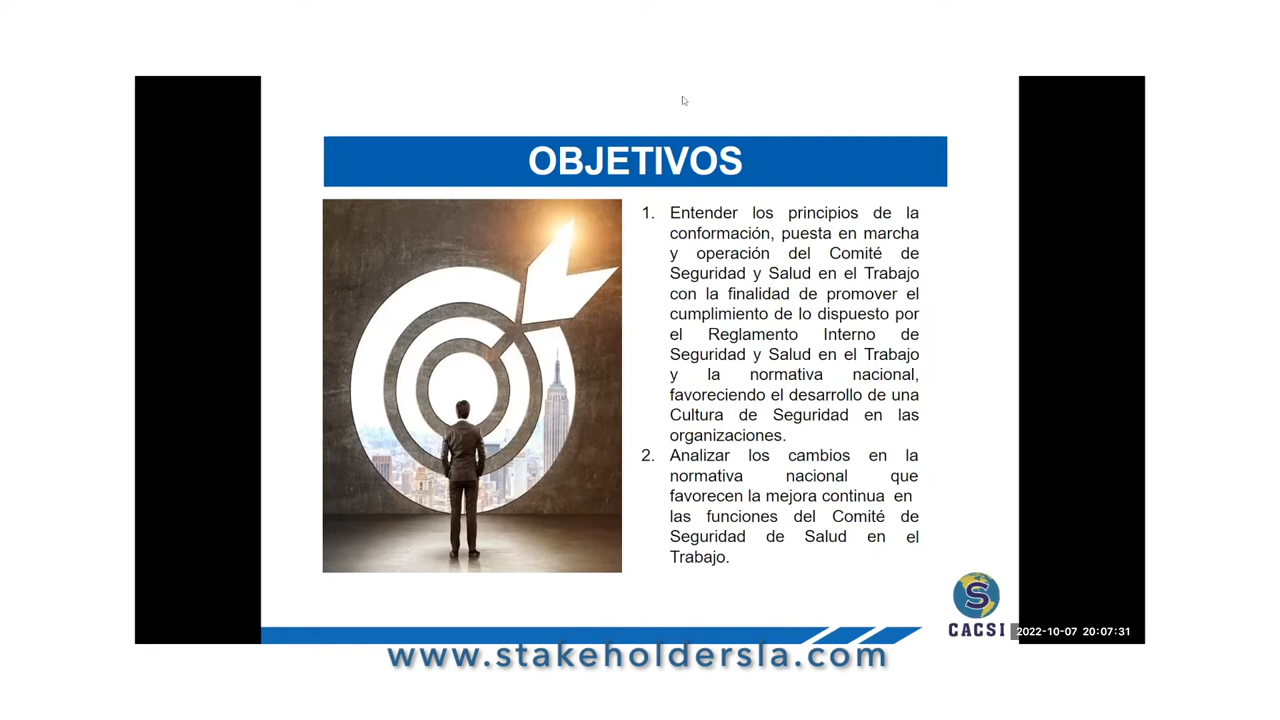 OBJETIVOS
1. Entender los principios de la
conformación, puesta en marcha
y operación del Comité de
Seguridad y Salud en el Trabajo
con la finalidad de promover el
cumplimiento de lo dispuesto por
el Reglamento Interno de
Seguridad y Salud en el Trabajo
y la normativa nacional,
favoreciendo el desarrollo de una
Cultura de Seguridad en las
organizaciones.
2. Analizar los cambios en la
normativa nacional que
favorecen la mejora continua en
las funciones del Comité de
Seguridad de Salud en el
Trabajo.
S
CACSI
2022-10-07 20:07:31
www.stakeholdersla.com